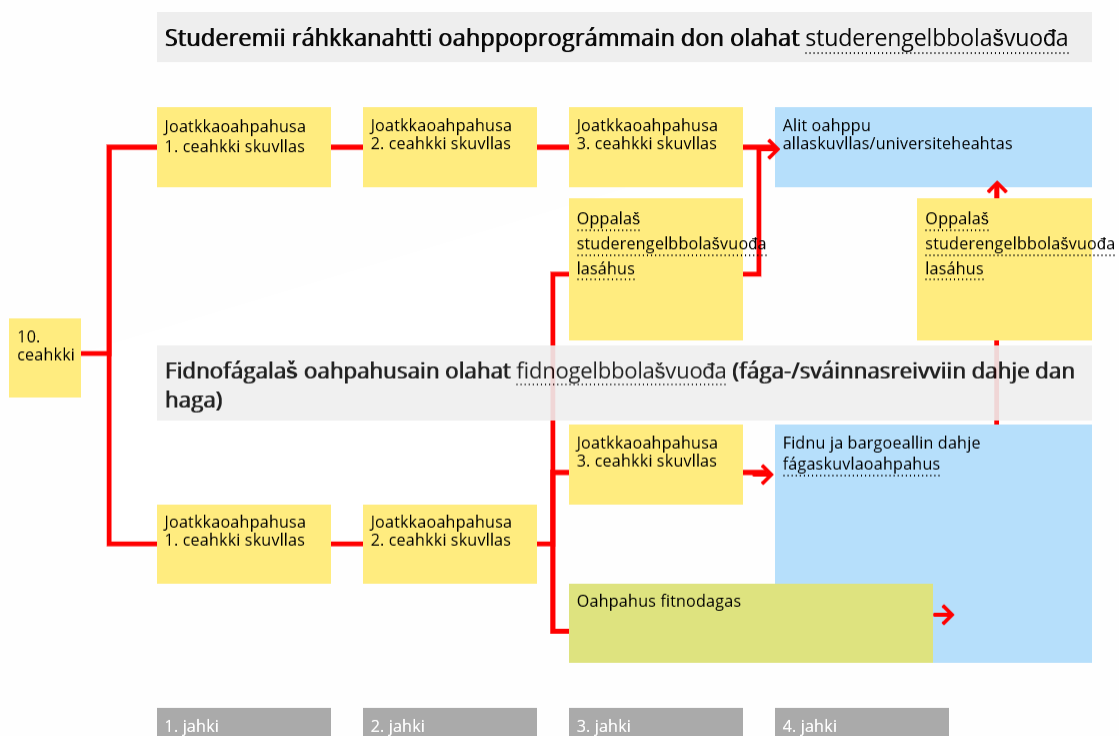 Studeremii ráhkkanahtti oahppoprográmmain don olahat studerengelbbolašvuođa
Joatkkaoahpahusa
1. ceahkki skuvllas
Joatkkaoahpahusa
2. ceahkki skuvllas
Joatkkaoahpahusa
3. ceahkki skuvllas
Alit oahppu
allaskuvllas/universiteheahtas
Oppalaš
studerengelbbolašvuođa
lasáhus
Oppalaš
studerengelbbolašvuođa
lasáhus
10.
ceahkki
Fidnofágalaš oahpahusain olahat fidnogelbbolašvuođa (fága-/sváinnasreivviin dahje dan
haga)
Joatkkaoahpahusa
3. ceahkki skuvllas
Fidnu ja bargoeallin dahje
fágaskuvlaoahpahus
Joatkkaoahpahusa
1. ceahkki skuvllas
Joatkkaoahpahusa
2. ceahkki skuvllas
Oahpahus fitnodagas
1. jahki
2. jahki
3. jahki
4. jahki